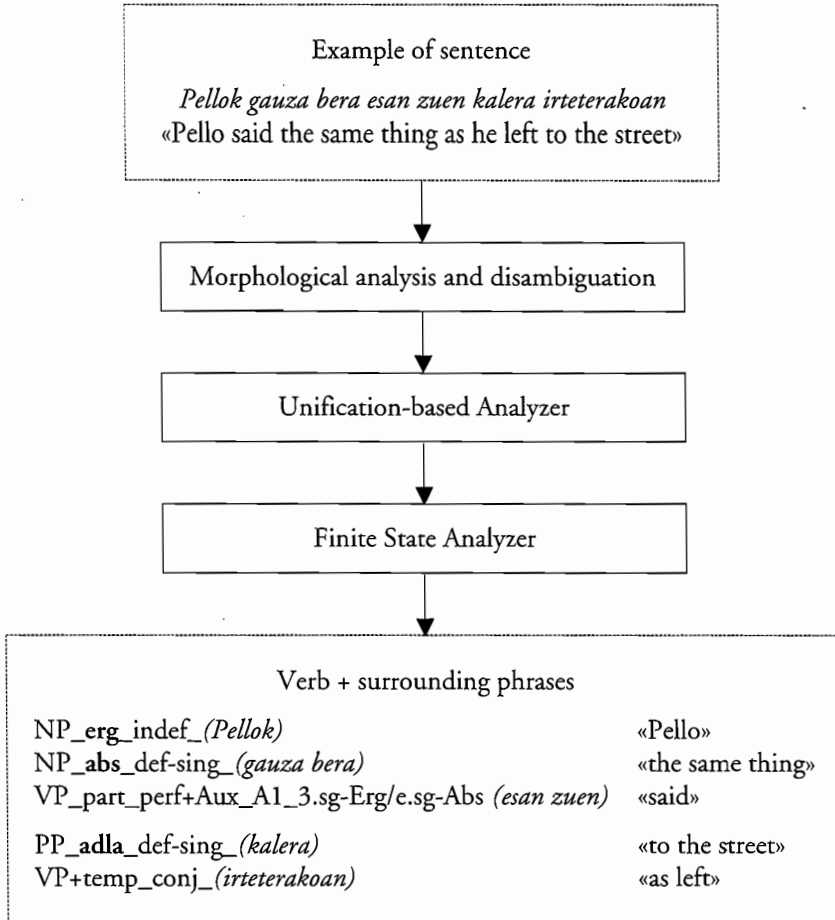 Example of sentence
Pellok gauza bera esan zuen kalera irteterakoan
«Pello said the same thing as he left to the street»
Morphological analysis and disambiguation
Unification-based Analyzer
Finite State Analyzer
Verb + surrounding phrases
NP_erg_indef_(Pellok) «Pello»
NP_abs_def-sing_(gauza bera) «the same thing»
VP_part_perf+Aux_A1_3.sg-Erg/e.sg-Abs (esan zuen) «said»
PP_adla_def-sing_(kalera) «to the street»
VP+temp_conj_(irteterakoan) «as left»